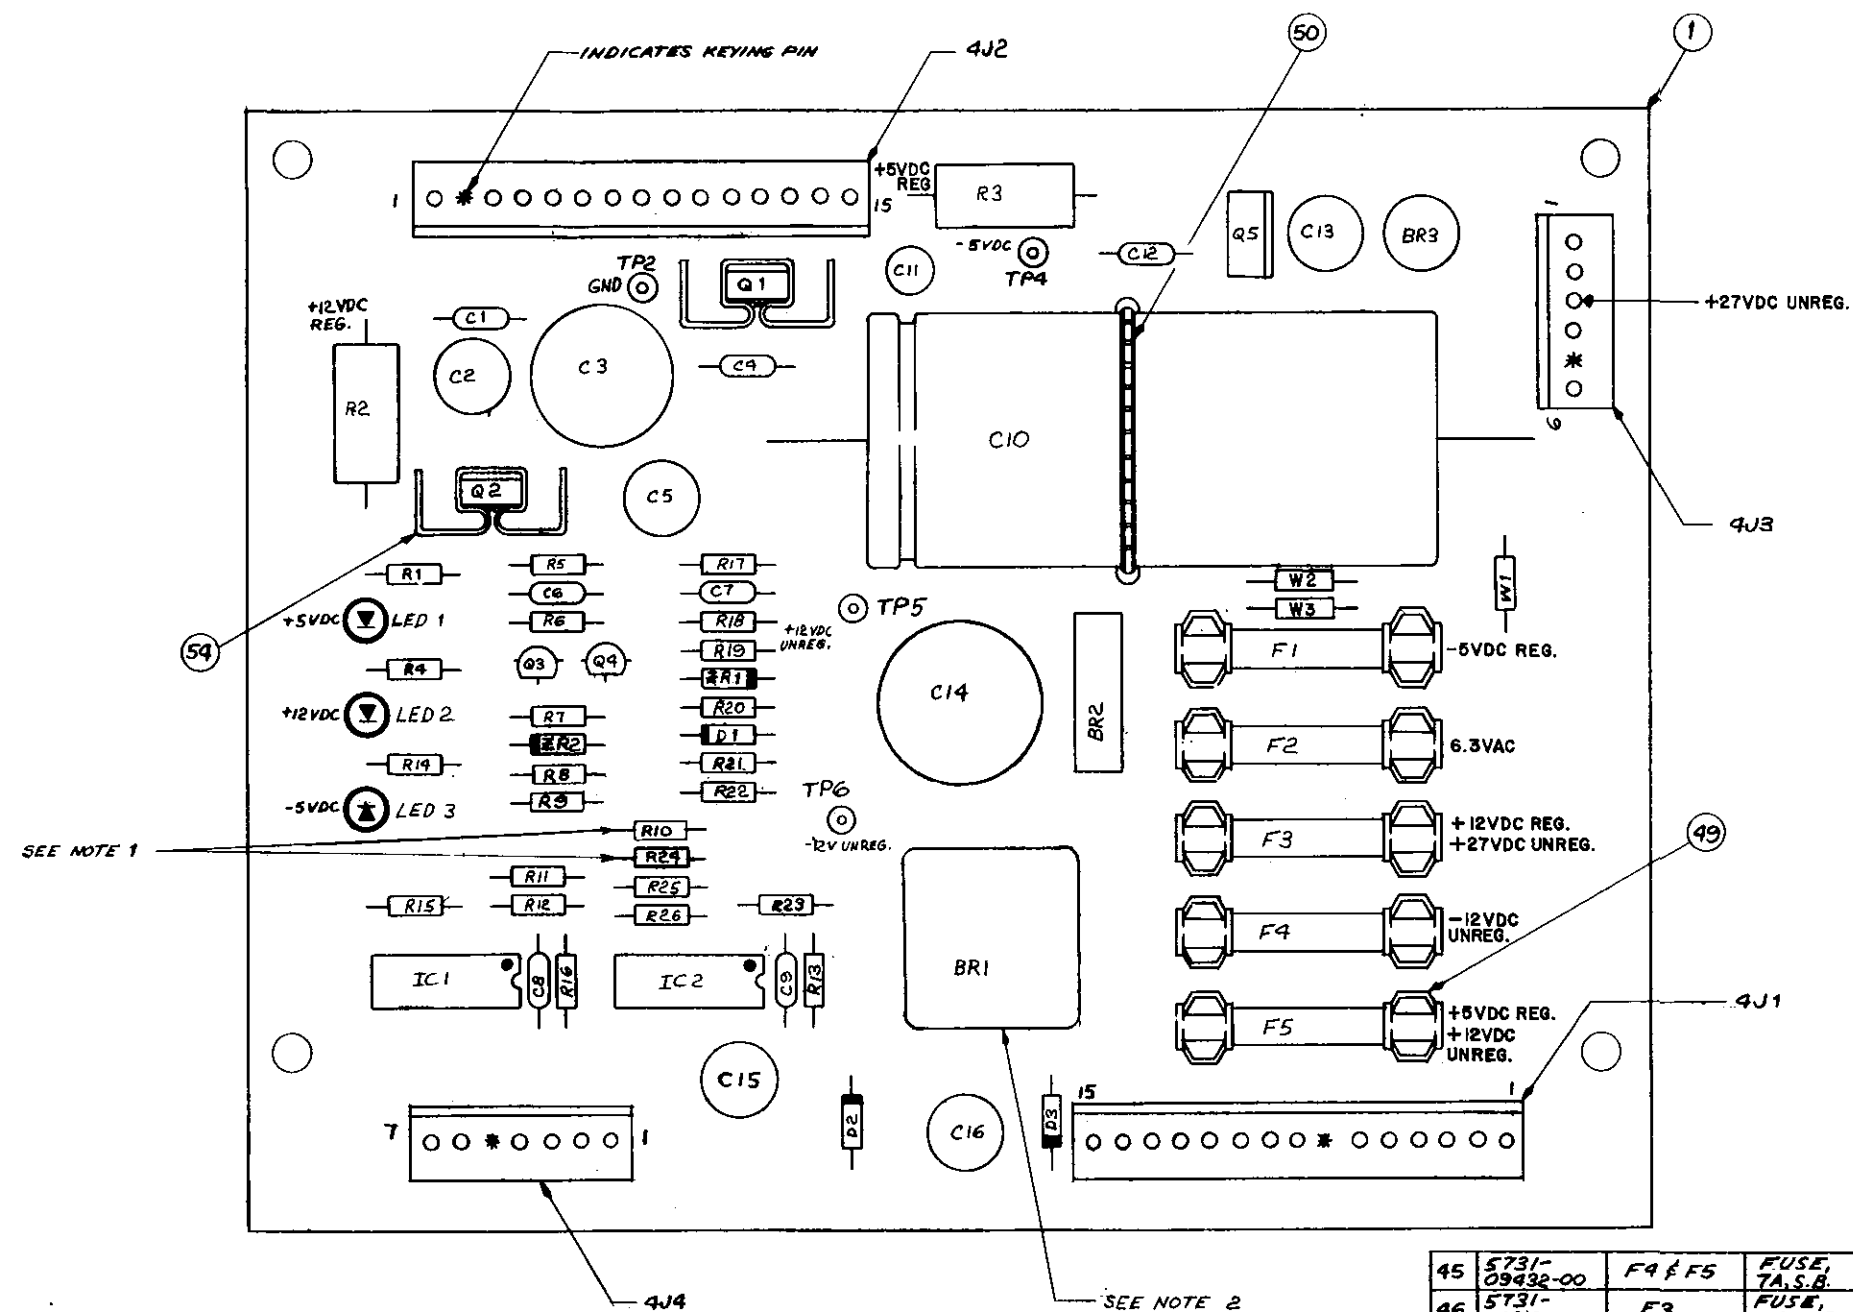 INDICATES KEYING PIN
4J2
50
1
1
15
+5VDC
REG
R3
-5VDC
TP4
C11
C12
Q5
C13
BR3
1
6
+27VDC UNREG.
4J3
TP2
GND
Q1
+12VDC
REG.
R2
C1
C2
C3
C4
C5
Q2
C10
54
R1
+5VDC
LED 1
R4
+12VDC
LED 2
R14
-5VDC
LED 3
R5
C6
R6
Q3
Q4
R7
ZR2
R8
R9
R17
C7
R18
R19
ZR1
R20
D1
R21
R22
+12VDC
UNREG.
TP5
TP6
-12V UNREG.
C14
BR2
W2
W3
W1
F1
-5VDC REG.
F2
6.3VAC
F3
+12VDC REG.
+27VDC UNREG.
49
F4
-12VDC
UNREG.
F5
+5VDC REG.
+12VDC
UNREG.
4J1
SEE NOTE 1
R10
R24
R25
R26
R11
R12
R15
R23
IC1
C8
R16
IC2
C9
R13
BR1
C15
D2
C16
D3
15
1
7
1
4J4
SEE NOTE 2
45
5731-
09432-00
F4 & F5
FUSE,
7A, S.B.
46
5731-
F3
FUSE,